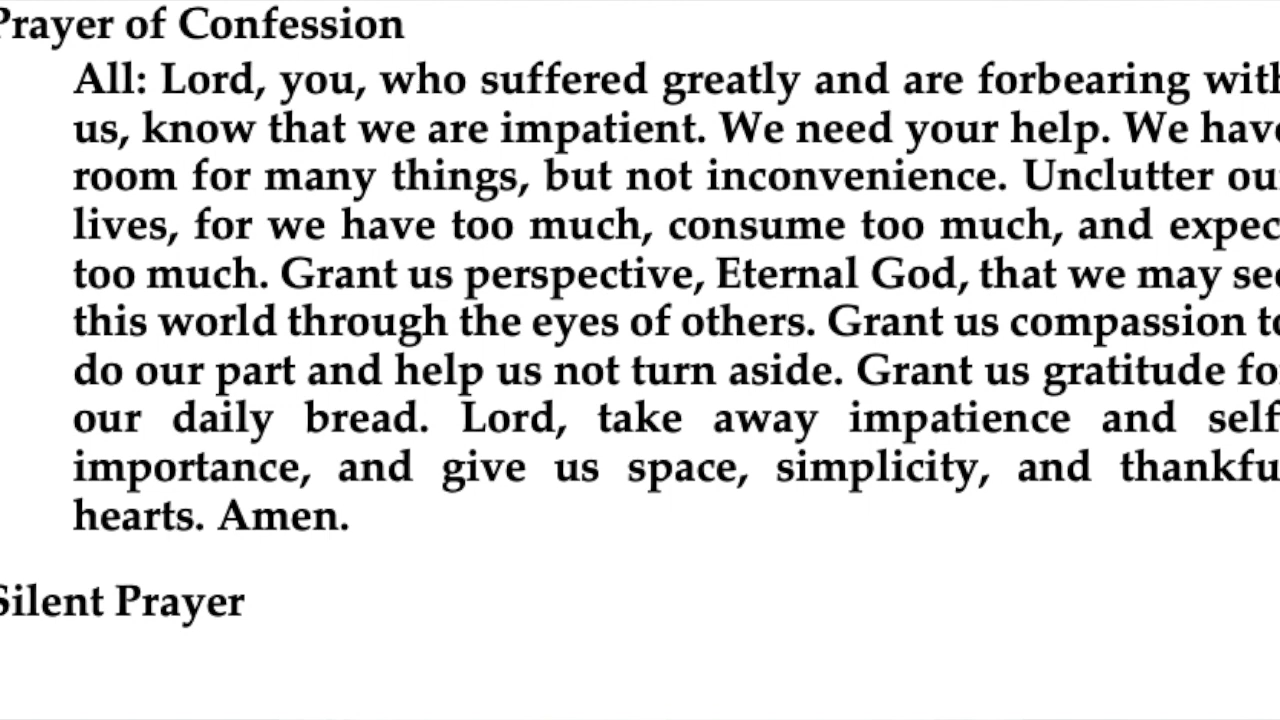 Prayer of Confession
All: Lord, you, who suffered greatly and are forbearing with
us, know that we are impatient. We need your help. We have
room for many things, but not inconvenience. Unclutter our
lives, for we have too much, consume too much, and expec
too much. Grant us perspective, Eternal God, that we may see
this world through the eyes of others. Grant us compassion to
do our part and help us not turn aside. Grant us gratitude for
our daily bread. Lord, take away impatience and self
importance, and give us space, simplicity, and thankfu
hearts. Amen.
Silent Prayer